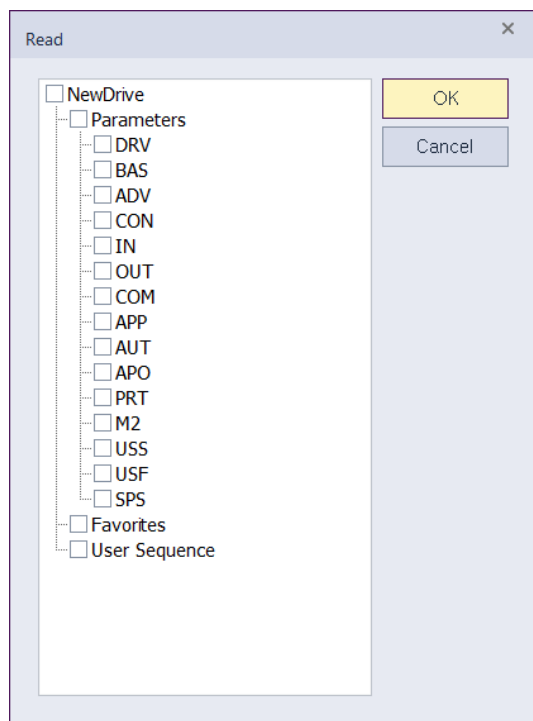 Read
NewDrive
Parameters
DRV
BAS
ADV
CON
IN
OUT
COM
APP
AUT
APO
PRT
M2
USS
USF
SPS
Favorites
User Sequence
OK
Cancel